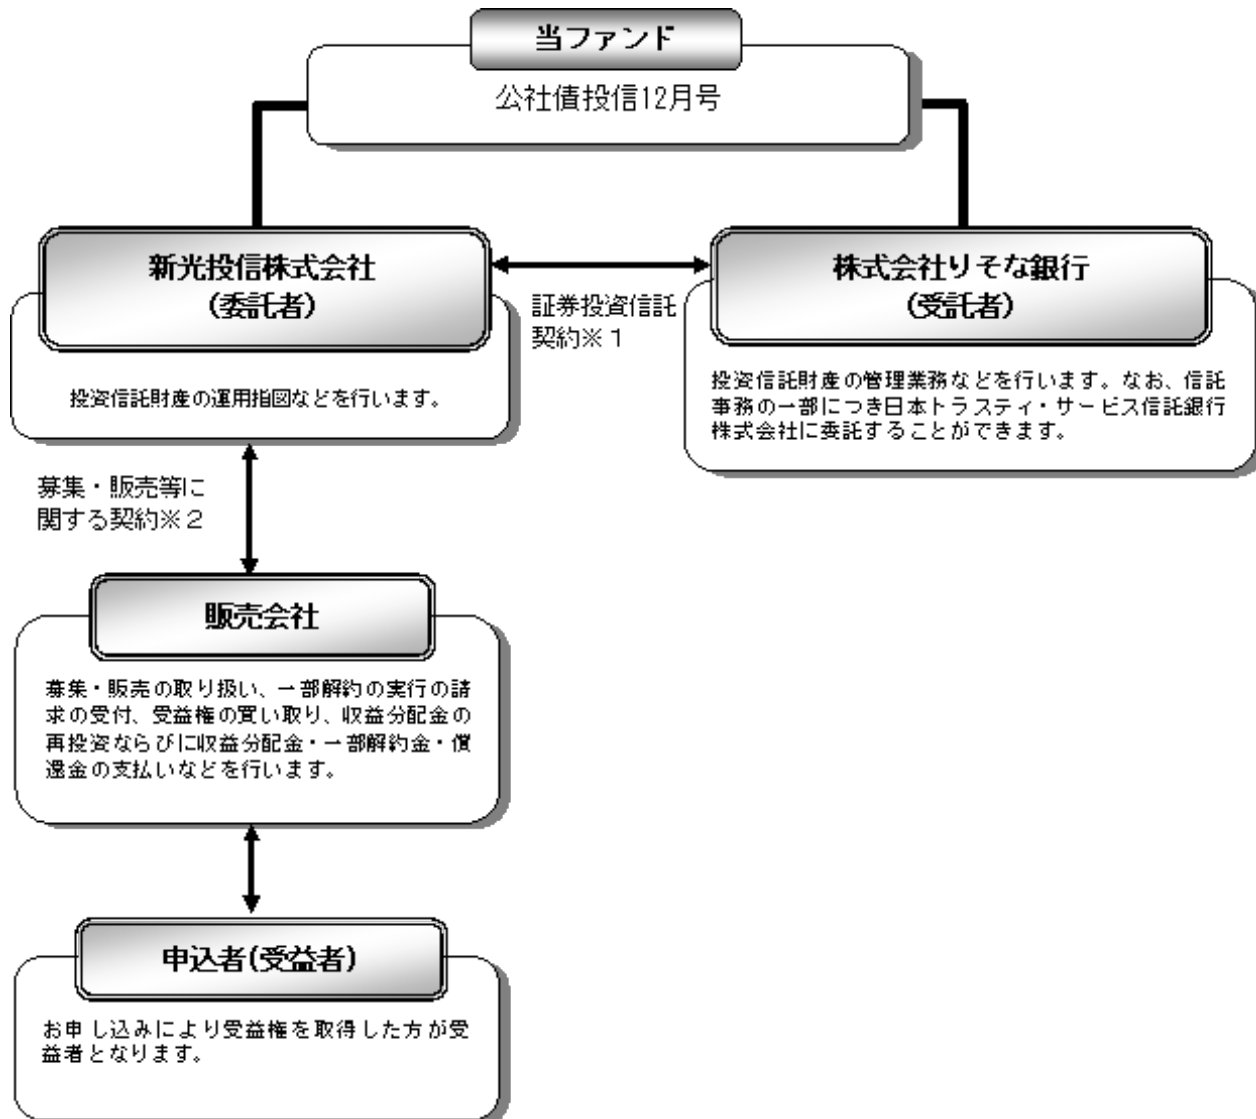 当ファンド
公社債投信12月号
新光投信株式会社
(委託者)
投資信託財産の運用指図などを行います。
証券投資信託
契約※1
株式会社りそな銀行
(受託者)
投資信託財産の管理業務などを行います。なお、信託
事務の一部につき日本トラスティ・サービス信託銀行
株式会社に委託することができます。
募集・販売等に
関する契約※2
販売会社
募集・販売の取り扱い、一部解約の実行の請
求の受付、受益権の買い取り、収益分配金の
再投資ならびに収益分配金・一部解約金・償
還金の支払いなどを行います。
申込者(受益者)
お申し込みにより受益権を取得した方が受
益者となります。